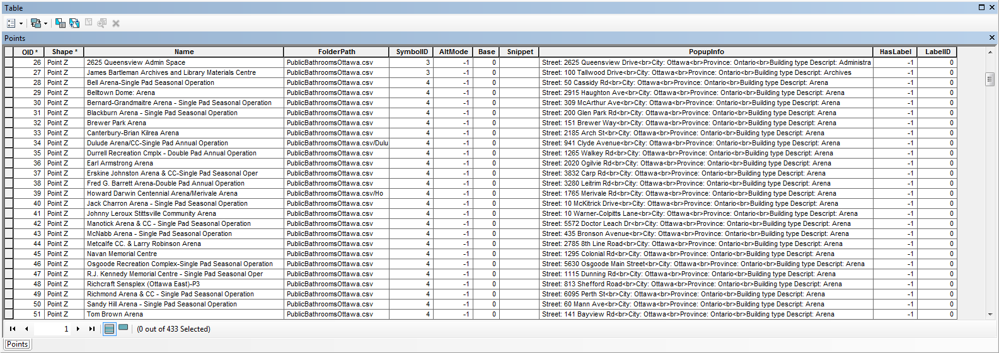 Table
Points
OID * Shape * Name FolderPath SymbolID AltMode Base Snippet PopupInfo HasLabel LabelID
26 Point Z 2625 Queensview Admin Space PublicBathroomsOttawa.csv 3 -1 0 Street: 2625 Queensview Drive<br>City: Ottawa<br>Province: Ontario<br>Building type Descript: Administra -1 0
27 Point Z James Bartleman Archives and Library Materials Centre PublicBathroomsOttawa.csv 3 -1 0 Street: 100 Tallwood Drive<br>City: Ottawa<br>Province: Ontario<br>Building type Descript: Archives -1 0
28 Point Z Bell Arena-Single Pad Seasonal Operation PublicBathroomsOttawa.csv 4 -1 0 Street: 50 Cassidy Rd<br>City: Ottawa<br>Province: Ontario<br>Building type Descript: Arena -1 0
29 Point Z Belltown Dome: Arena PublicBathroomsOttawa.csv 4 -1 0 Street: 2915 Haughton Ave<br>City: Ottawa<br>Province: Ontario<br>Building type Descript: Arena -1 0
30 Point Z Bernard-Grandmaitre Arena - Single Pad Seasonal Operation PublicBathroomsOttawa.csv 4 -1 0 Street: 309 McArthur Ave<br>City: Ottawa<br>Province: Ontario<br>Building type Descript: Arena -1 0
31 Point Z Blackburn Arena - Single Pad Seasonal Operation PublicBathroomsOttawa.csv 4 -1 0 Street: 200 Glen Park Rd<br>City: Ottawa<br>Province: Ontario<br>Building type Descript: Arena -1 0
32 Point Z Brewer Park Arena PublicBathroomsOttawa.csv 4 -1 0 Street: 151 Brewer Way<br>City: Ottawa<br>Province: Ontario<br>Building type Descript: Arena -1 0
33 Point Z Canterbury-Brian Kilrea Arena PublicBathroomsOttawa.csv 4 -1 0 Street: 2185 Arch St<br>City: Ottawa<br>Province: Ontario<br>Building type Descript: Arena -1 0
34 Point Z Dulude Arena/CC-Single Pad Annual Operation PublicBathroomsOttawa.csv/Dulu 4 -1 0 Street: 941 Clyde Avenue<br>City: Ottawa<br>Province: Ontario<br>Building type Descript: Arena -1 0
35 Point Z Durrell Recreation Cmplx - Double Pad Annual Operation PublicBathroomsOttawa.csv 4 -1 0 Street: 1265 Walkey Rd<br>City: Ottawa<br>Province: Ontario<br>Building type Descript: Arena -1 0
36 Point Z Earl Armstrong Arena PublicBathroomsOttawa.csv 4 -1 0 Street: 2020 Ogilvie Rd<br>City: Ottawa<br>Province: Ontario<br>Building type Descript: Arena -1 0
37 Point Z Erskine Johnston Arena & CC-Single Pad Seasonal Oper PublicBathroomsOttawa.csv 4 -1 0 Street: 3832 Carp Rd<br>City: Ottawa<br>Province: Ontario<br>Building type Descript: Arena -1 0
38 Point Z Fred G. Barrett Arena-Double Pad Annual Operation PublicBathroomsOttawa.csv 4 -1 0 Street: 3280 Leitrim Rd<br>City: Ottawa<br>Province: Ontario<br>Building type Descript: Arena -1 0
39 Point Z Howard Darwin Centennial Arena/Merivale Arena PublicBathroomsOttawa.csv/Ho 4 -1 0 Street: 1765 Merivale Rd<br>City: Ottawa<br>Province: Ontario<br>Building type Descript: Arena -1 0
40 Point Z Jack Charron Arena - Single Pad Seasonal Operation PublicBathroomsOttawa.csv 4 -1 0 Street: 10 McKitrick Drive<br>City: Ottawa<br>Province: Ontario<br>Building type Descript: Arena -1 0
41 Point Z Johnny Leroux Stittsville Community Arena PublicBathroomsOttawa.csv 4 -1 0 Street: 10 Warner-Colpitts Lane<br>City: Ottawa<br>Province: Ontario<br>Building type Descript: Arena -1 0
42 Point Z Manotick Arena & CC - Single Pad Seasonal Operation PublicBathroomsOttawa.csv 4 -1 0 Street: 5572 Doctor Leach Dr<br>City: Ottawa<br>Province: Ontario<br>Building type Descript: Arena -1 0
43 Point Z McNabb Arena - Single Pad Seasonal Operation PublicBathroomsOttawa.csv 4 -1 0 Street: 435 Bronson Avenue<br>City: Ottawa<br>Province: Ontario<br>Building type Descript: Arena -1 0
44 Point Z Metcalfe CC. & Larry Robinson Arena PublicBathroomsOttawa.csv 4 -1 0 Street: 2785 8th Line Road<br>City: Ottawa<br>Province: Ontario<br>Building type Descript: Arena -1 0
45 Point Z Navan Memorial Centre PublicBathroomsOttawa.csv 4 -1 0 Street: 1295 Colonial Rd<br>City: Ottawa<br>Province: Ontario<br>Building type Descript: Arena -1 0
46 Point Z Osgoode Recreation Complex-Single Pad Seasonal Operation PublicBathroomsOttawa.csv 4 -1 0 Street: 5630 Osgoode Main Street<br>City: Ottawa<br>Province: Ontario<br>Building type Descript: Arena -1 0
47 Point Z R.J. Kennedy Memorial Centre - Single Pad Seasonal Oper PublicBathroomsOttawa.csv 4 -1 0 Street: 1115 Dunning Rd<br>City: Ottawa<br>Province: Ontario<br>Building type Descript: Arena -1 0
48 Point Z Richcraft Sensplex (Ottawa East)-P3 PublicBathroomsOttawa.csv 4 -1 0 Street: 813 Shefford Road<br>City: Ottawa<br>Province: Ontario<br>Building type Descript: Arena -1 0
49 Point Z Richmond Arena & CC - Single Pad Seasonal Operation PublicBathroomsOttawa.csv 4 -1 0 Street: 6095 Perth St<br>City: Ottawa<br>Province: Ontario<br>Building type Descript: Arena -1 0
50 Point Z Sandy Hill Arena - Single Pad Seasonal Operation PublicBathroomsOttawa.csv 4 -1 0 Street: 60 Mann Ave<br>City: Ottawa<br>Province: Ontario<br>Building type Descript: Arena -1 0
51 Point Z Tom Brown Arena PublicBathroomsOttawa.csv 4 -1 0 Street: 141 Bayview Rd<br>City: Ottawa<br>Province: Ontario<br>Building type Descript: Arena -1 0
1 (0 out of 433 Selected)
Points